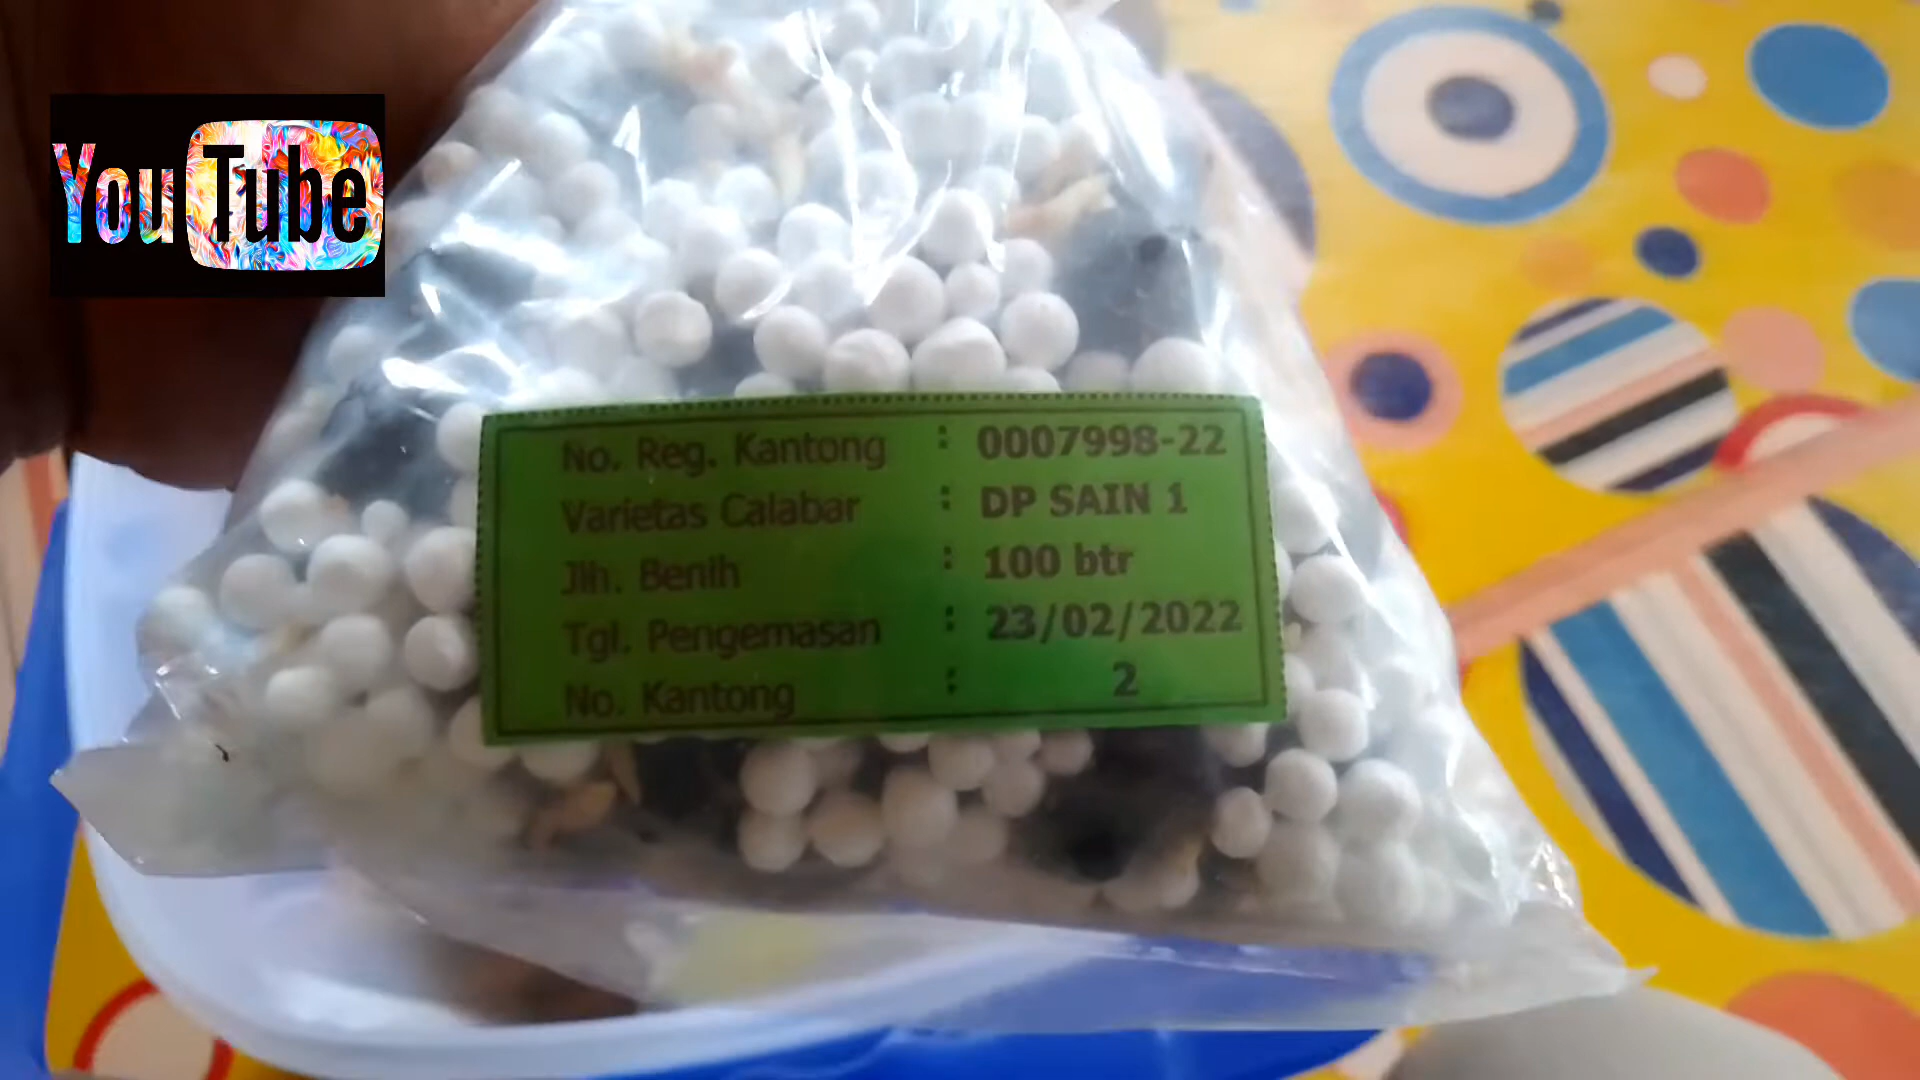 YouTube
No. Reg. Kantong : 0007998-22
Varietas Calabar : DP SAIN 1
Jlh. Benih : 100 btr
Tgl. Pengemasan : 23/02/2022
No. Kantong : 2